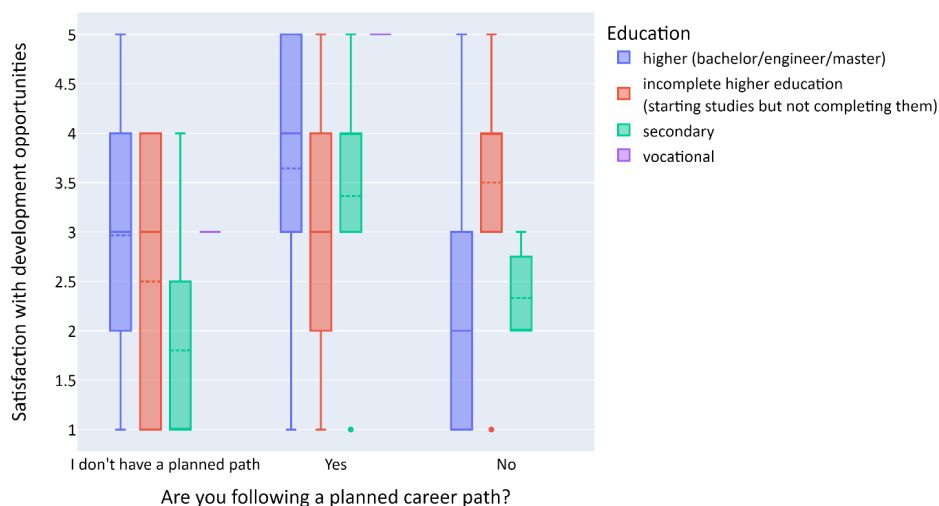 Satisfaction with development opportunities
5
4.5
4
3.5
3
2.5
2
1.5
1
I don't have a planned path
Yes
No
Are you following a planned career path?
Education
higher (bachelor/engineer/master)
incomplete higher education
(starting studies but not completing them)
secondary
vocational